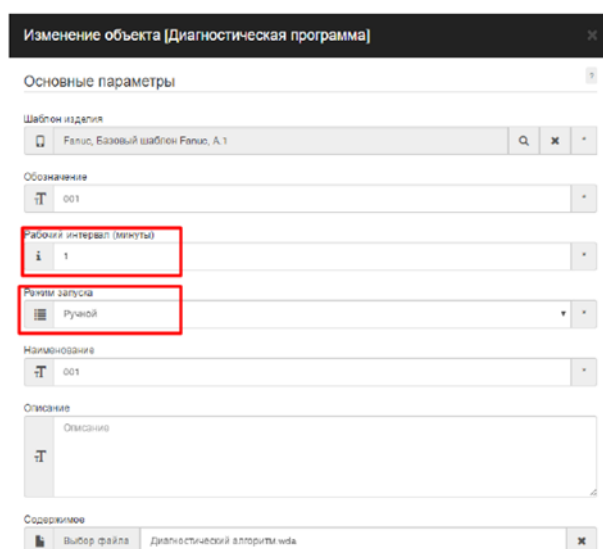 Изменение объекта [Диагностическая программа] ×
Основные параметры ?
Шаблон изделия
Fanuc, Базовый шаблон Fanuc, A.1 *
Обозначение
001 *
Рабочий интервал (минуты)
1 *
Режим запуска
Ручной *
Наименование
001 *
Описание
Описание
Содержимое
Выбор файла Диагностический алгоритм.wda